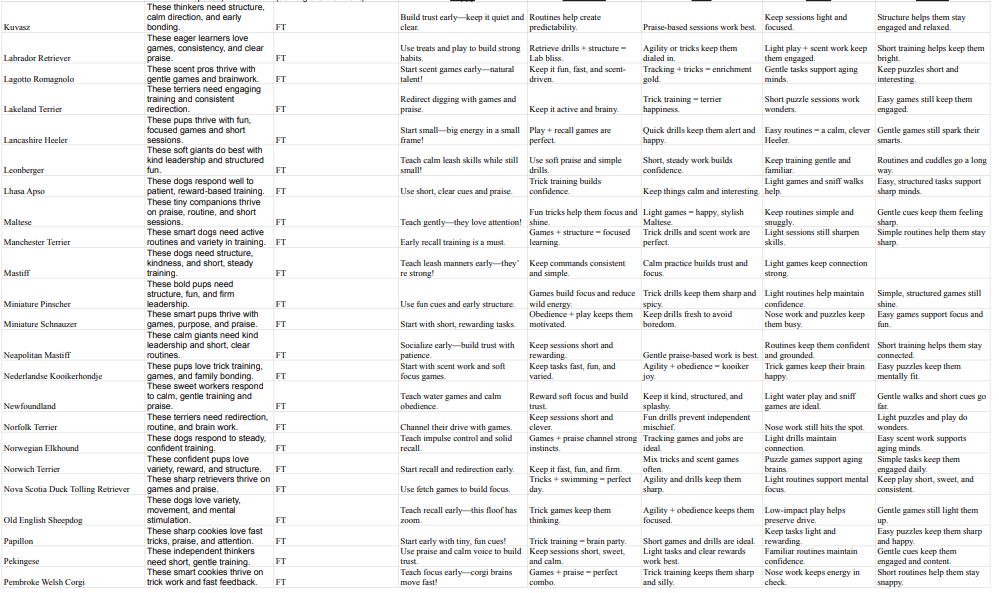 These thinkers need structure,
calm direction, and early
bonding.
Kuvasz
FT
Build trust early—keep it quiet and
clear.
Routines help create
predictability.
Praise-based sessions work best.
Keep sessions light and
focused.
Structure helps them stay
engaged and relaxed.
These eager learners love
games, consistency, and clear
praise.
Labrador Retriever
FT
Use treats and play to build strong
habits.
Retrieve drills + structure =
Lab bliss.
Agility or tricks keep them
dialed in.
Light play + scent work keep
them engaged.
Short training helps keep them
bright.
These scent pros thrive with
gentle games and brainwork.
Lagotto Romagnolo
FT
Start scent games early—natural
talent!
Keep it fun, fast, and scent-
driven.
Tracking + tricks = enrichment
gold.
Gentle tasks support aging
minds.
Keep puzzles short and
interesting.
These terriers need engaging
training and consistent
redirection.
Lakeland Terrier
FT
Redirect digging with games and
praise.
Keep it active and brainy.
Trick training = terrier
happiness.
Short puzzle sessions work
wonders.
Easy games still keep them
engaged.
These pups thrive with fun,
focused games and short
sessions.
Lancashire Heeler
FT
Start small—big energy in a small
frame!
Play + recall games are
perfect.
Quick drills keep them alert and
happy.
Easy routines = a calm, clever
Heeler.
Gentle games still spark their
smarts.
These soft giants do best with
kind leadership and structured
fun.
Leonberger
FT
Teach calm leash skills while still
small!
Use soft praise and simple
drills.
Short, steady work builds
confidence.
Keep training gentle and
familiar.
Routines and cuddles go a long
way.
These dogs respond well to
patient, reward-based training.
Lhasa Apso
FT
Use short, clear cues and praise.
Trick training builds
confidence.
Keep things calm and interesting.
Light games and sniff walks
help.
Easy, structured tasks support
sharp minds.
These tiny companions thrive
on praise, routine, and short
sessions.
Maltese
FT
Teach gently—they love attention!
Fun tricks help them focus and
shine.
Light games = happy, stylish
Maltese.
Keep routines simple and
snuggly.
Gentle cues keep them feeling
sharp.
These smart dogs need active
routines and variety in training.
Manchester Terrier
FT
Early recall training is a must.
Games + structure = focused
learning.
Trick drills and scent work are
perfect.
Light sessions still sharpen
skills.
Simple routines help them stay
sharp.
These dogs need structure,
kindness, and short, steady
training.
Mastiff
FT
Teach leash manners early—they’
re strong!
Keep commands consistent
and simple.
Calm practice builds trust and
focus.
Light games keep connection
strong.
These bold pups need
structure, fun, and firm
leadership.
Miniature Pinscher
FT
Use fun cues and early structure.
Games build focus and reduce
wild energy.
Trick drills keep them sharp and
spicy.
Light routines help maintain
confidence.
Simple, structured games still
shine.
These smart pups thrive with
games, purpose, and praise.
Miniature Schnauzer
FT
Start with short, rewarding tasks.
Obedience + play keeps them
motivated.
Keep drills fresh to avoid
boredom.
Nose work and puzzles keep
them busy.
Easy games support focus and
fun.
These calm giants need kind
leadership and short, clear
routines.
Neapolitan Mastiff
FT
Socialize early—build trust with
patience.
Keep sessions short and
rewarding.
Gentle praise-based work is best.
Routines keep them confident
and grounded.
Short training helps them stay
connected.
These pups love trick training,
games, and family bonding.
Nederlandse Kooikerhondje
FT
Start with scent work and soft
focus games.
Keep tasks fast, fun, and
varied.
Agility + obedience = kooiker
joy.
Trick games keep their brain
happy.
Easy puzzles keep them
mentally fit.
These sweet workers respond
to calm, gentle training and
praise.
Newfoundland
FT
Teach water games and calm
obedience.
Reward soft focus and build
trust.
Keep it kind, structured, and
splashy.
Light water play and sniff
games are ideal.
Gentle walks and short cues go
far.
These terriers need redirection,
routine, and brain work.
Norfolk Terrier
FT
Channel their drive with games.
Keep sessions short and
clever.
Fun drills prevent independent
mischief.
Nose work still hits the spot.
Light puzzles and play do
wonders.
These dogs respond to steady,
confident training.
Norwegian Elkhound
FT
Teach impulse control and solid
recall.
Games + praise channel strong
instincts.
Tracking games and jobs are
ideal.
Light drills maintain
connection.
Easy scent work supports
aging minds.
These confident pups love
variety, reward, and structure.
Norwich Terrier
FT
Start recall and redirection early.
Keep it fast, fun, and firm.
Mix tricks and scent games
often.
Puzzle games support aging
brains.
Simple tasks keep them
engaged daily.
These sharp retrievers thrive on
games and praise.
Nova Scotia Duck Tolling Retriever
FT
Use fetch games to build focus.
Tricks + swimming = perfect
day.
Agility and drills keep them
sharp.
Light routines support mental
focus.
Keep play short, sweet, and
consistent.
These dogs love variety,
movement, and mental
stimulation.
Old English Sheepdog
FT
Teach recall early—this floof has
zoom.
Trick games keep them
thinking.
Agility + obedience keeps them
focused.
Low-impact play helps
preserve drive.
Gentle games still light them
up.
These sharp cookies love fast
tricks, praise, and attention.
Papillon
FT
Start early with tiny, fun cues!
Trick training = brain party.
Short games and drills are ideal.
Keep tasks light and
rewarding.
Easy puzzles keep them sharp
and happy.
These independent thinkers
need short, gentle training.
Pekingese
FT
Use praise and calm voice to build
trust.
Keep sessions short, sweet,
and calm.
Light tasks and clear rewards
work best.
Familiar routines maintain
confidence.
Gentle cues keep them
engaged and content.
These smart cookies thrive on
trick work and fast feedback.
Pembroke Welsh Corgi
FT
Teach focus early—corgi brains
move fast!
Games + praise = perfect
combo.
Trick training keeps them sharp
and silly.
Nose work keeps energy in
check.
Short routines help them stay
snappy.